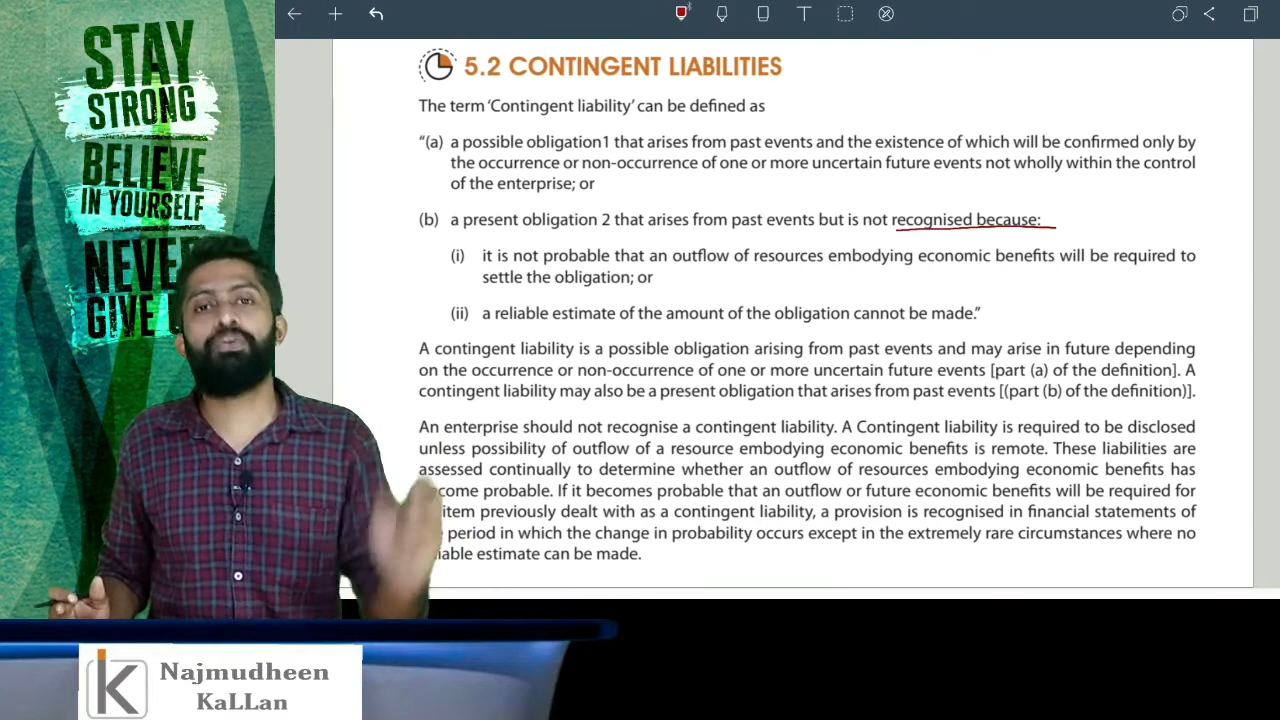 STAY
STRONG
BELIEVE
IN YOURSELF
NEVER
GIVE
5.2 CONTINGENT LIABILITIES
The term ‘Contingent liability’ can be defined as
“(a) a possible obligation1 that arises from past events and the existence of which will be confirmed only by
the occurrence or non-occurrence of one or more uncertain future events not wholly within the control
of the enterprise; or
(b) a present obligation 2 that arises from past events but is not recognised because:
(i) it is not probable that an outflow of resources embodying economic benefits will be required to
settle the obligation; or
(ii) a reliable estimate of the amount of the obligation cannot be made.”
A contingent liability is a possible obligation arising from past events and may arise in future depending
on the occurrence or non-occurrence of one or more uncertain future events [part (a) of the definition]. A
contingent liability may also be a present obligation that arises from past events [(part (b) of the definition)].
An enterprise should not recognise a contingent liability. A Contingent liability is required to be disclosed
unless possibility of outflow of a resource embodying economic benefits is remote. These liabilities are
assessed continually to determine whether an outflow of resources embodying economic benefits has
come probable. If it becomes probable that an outflow or future economic benefits will be required for
item previously dealt with as a contingent liability, a provision is recognised in financial statements of
period in which the change in probability occurs except in the extremely rare circumstances where no
iable estimate can be made.
k
Najmudheen
KaLLan